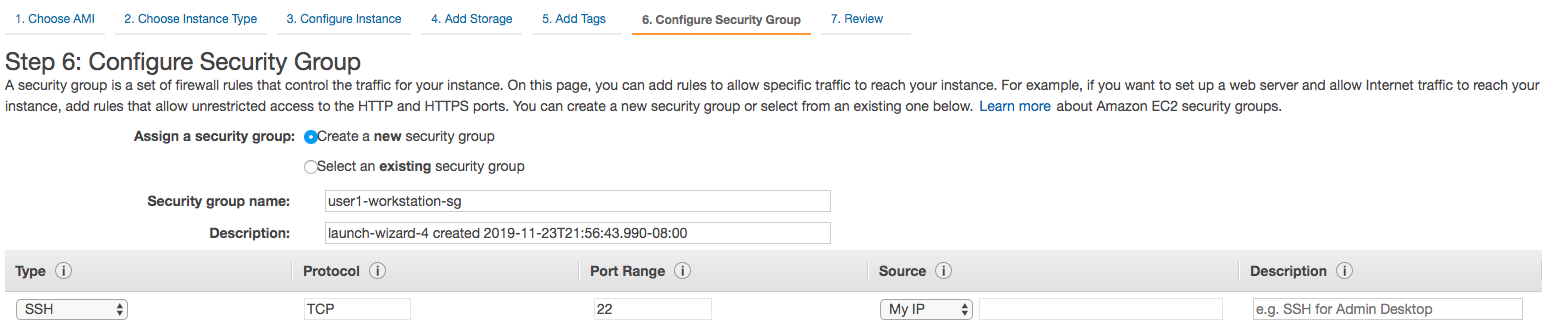 1. Choose AMI 2. Choose Instance Type 3. Configure Instance 4. Add Storage 5. Add Tags 6. Configure Security Group 7. Review
Step 6: Configure Security Group
A security group is a set of firewall rules that control the traffic for your instance. On this page, you can add rules to allow specific traffic to reach your instance. For example, if you want to set up a web server and allow Internet traffic to reach your
instance, add rules that allow unrestricted access to the HTTP and HTTPS ports. You can create a new security group or select from an existing one below. Learn more about Amazon EC2 security groups.
Assign a security group: Create a new security group
Select an existing security group
Security group name: user1-workstation-sg
Description: launch-wizard-4 created 2019-11-23T21:56:43.990-08:00
Type i Protocol i Port Range i Source i Description i
SSH TCP 22 My IP e.g. SSH for Admin Desktop